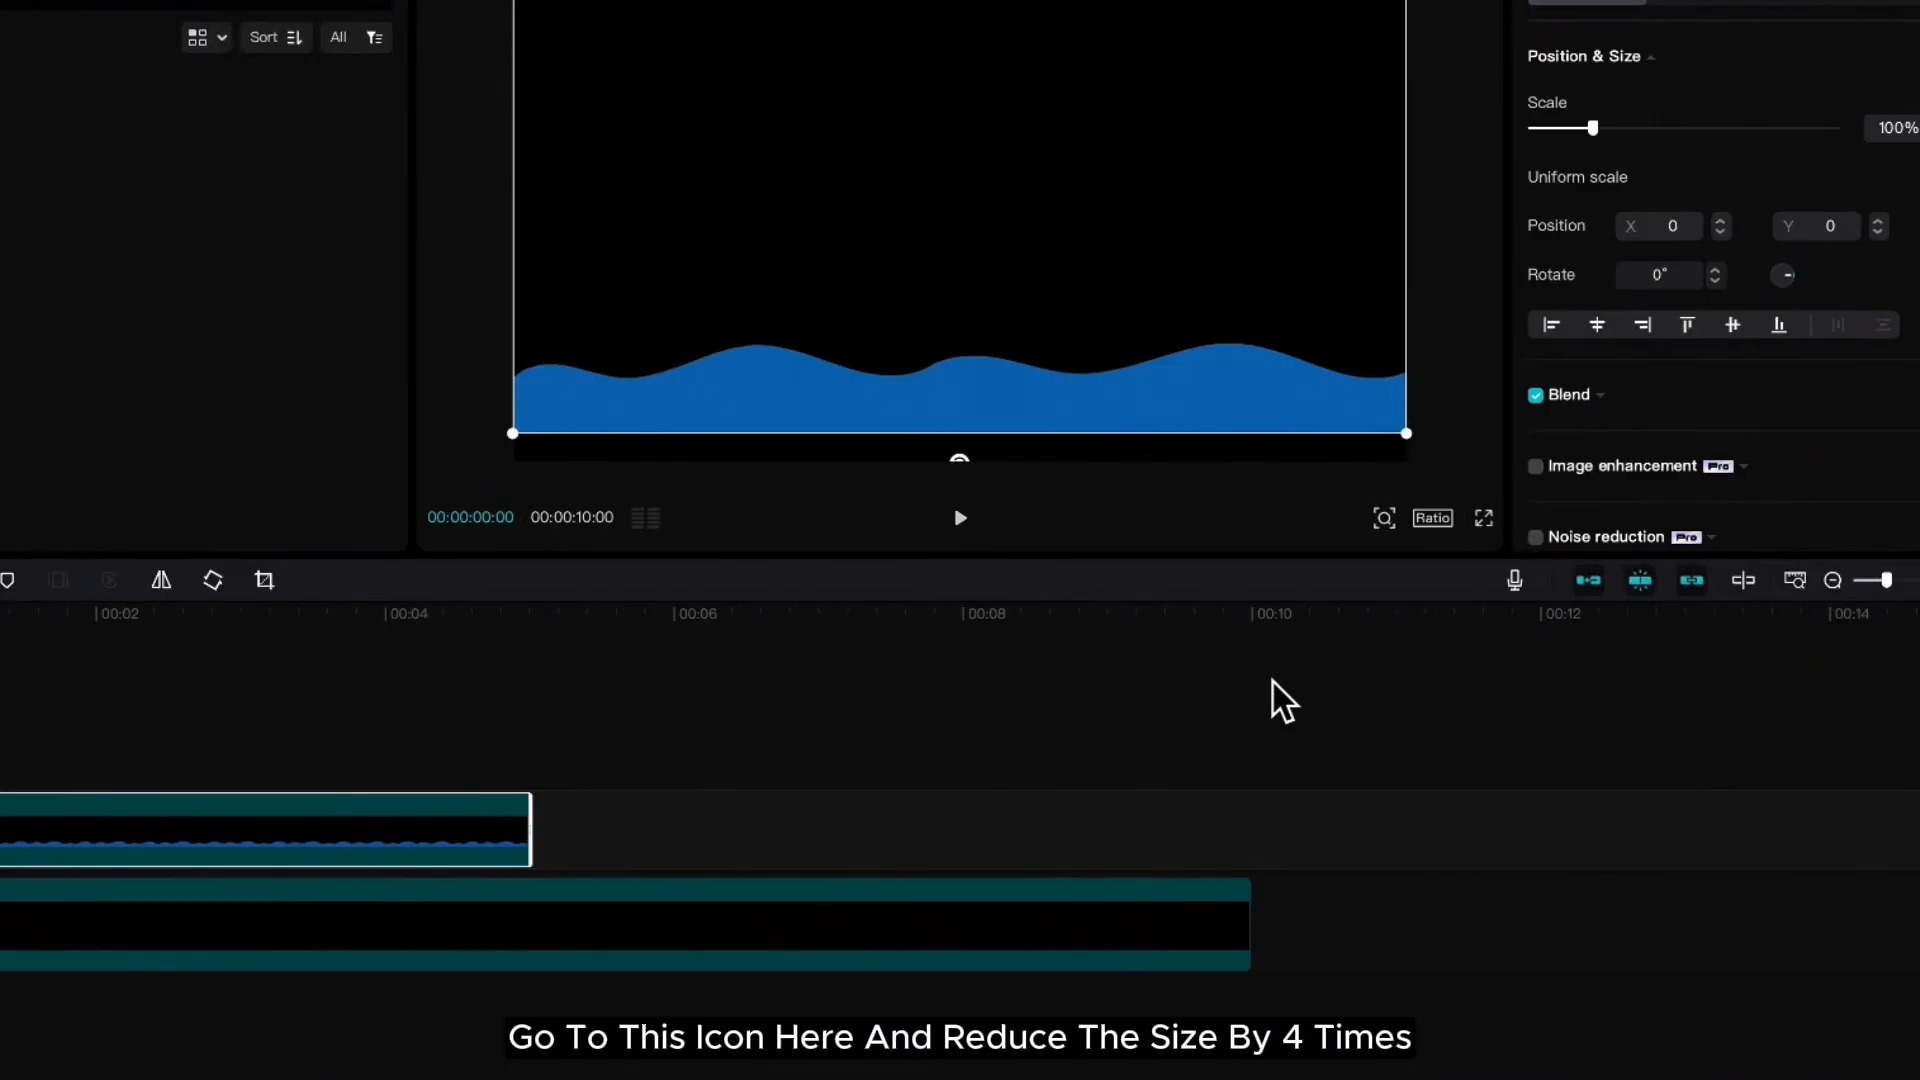 Sort
All
Position & Size
Scale
100%
Uniform scale
Position X 0 Y 0
Rotate 0°
Blend
Image enhancement Pro
Noise reduction Pro
00:00:00:00 00:00:10:00
Ratio
00:02 00:04 00:06 00:08 00:10 00:12 00:14
Go To This Icon Here And Reduce The Size By 4 Times